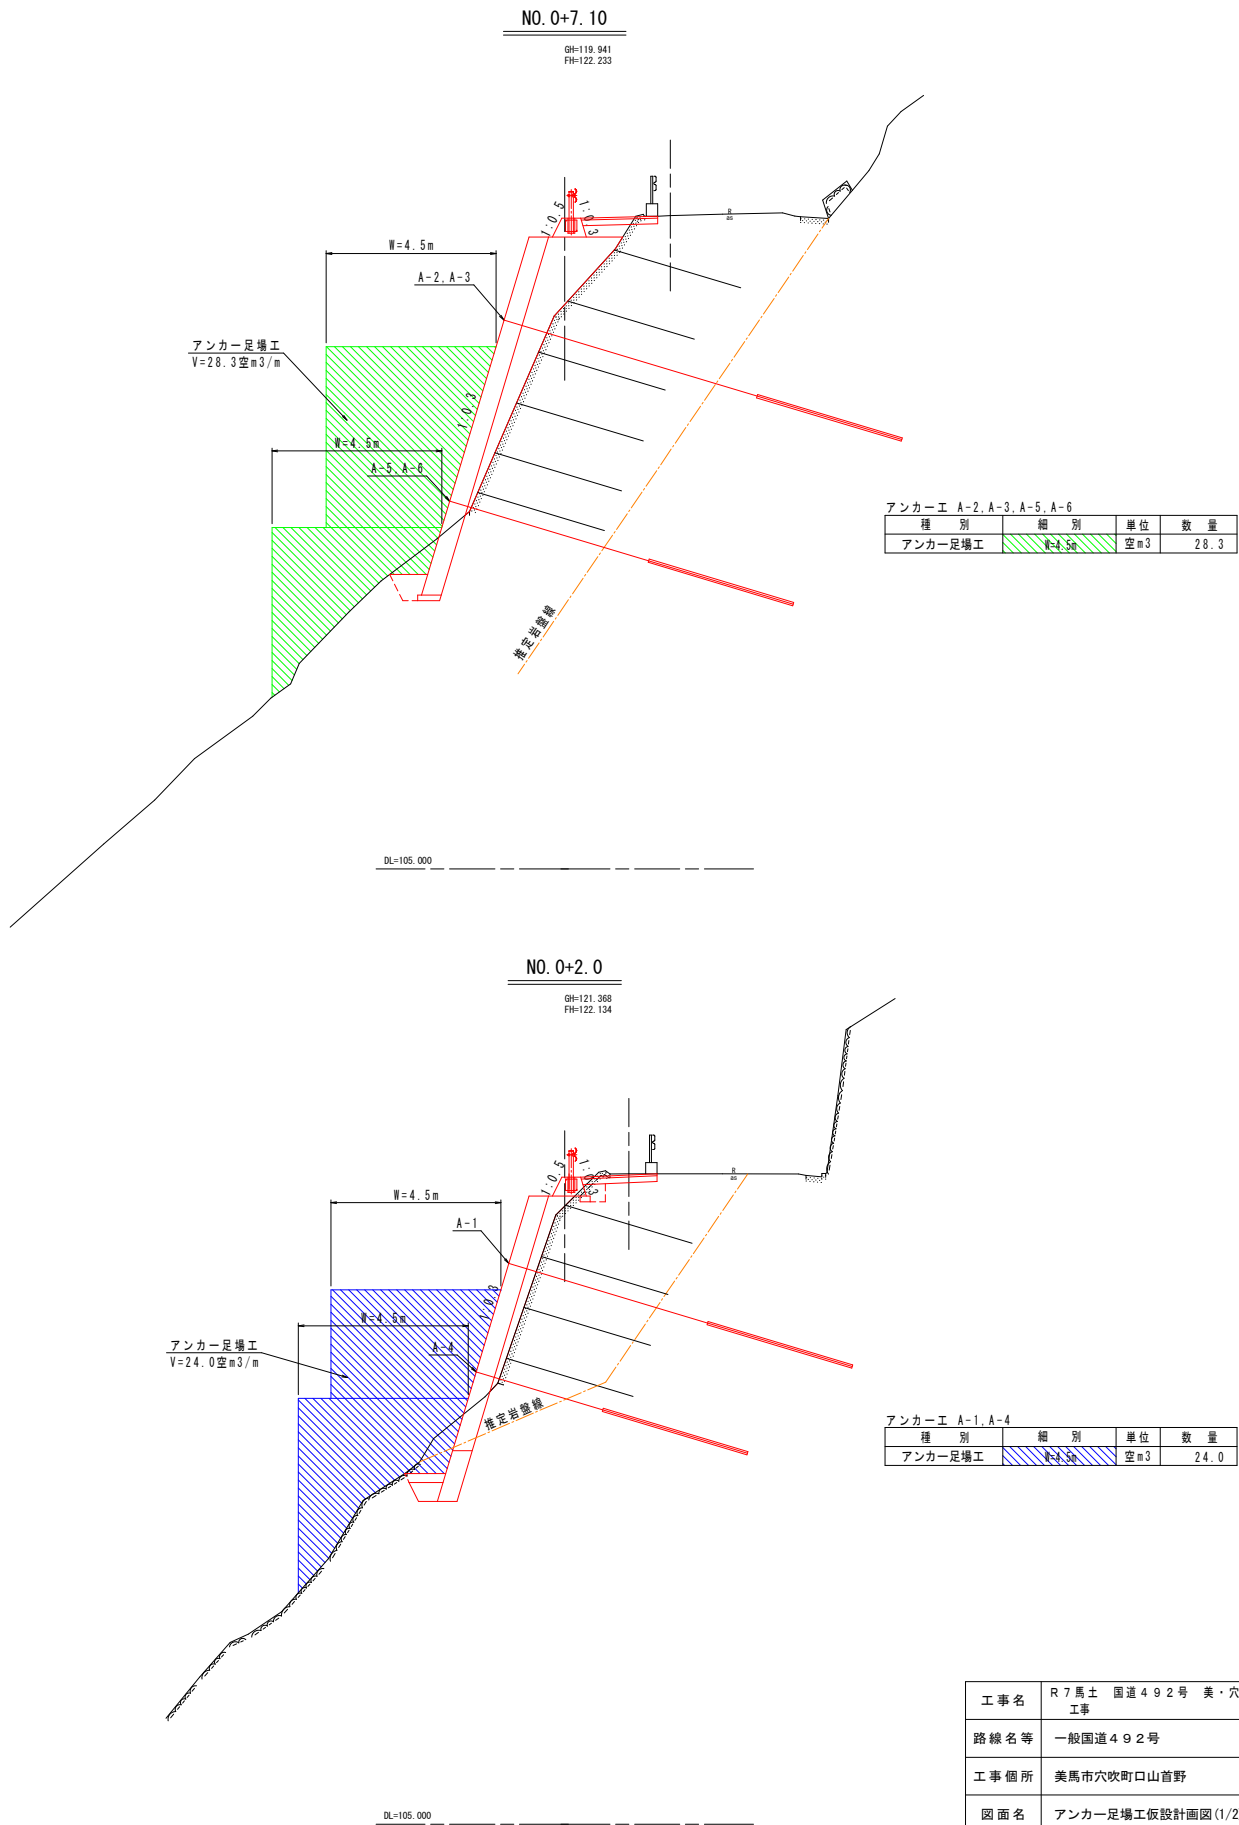 NO.0+7.10
GH=119.941
FH=122.233
1:0.5
1:0.3
R
as
W=4.5m
A-2,A-3
アンカー足場工
V=28.3空m3/m
1:0.3
W=4.5m
A-5,A-6
推定岩盤線
アンカー工 A-2,A-3,A-5,A-6
種 別 細 別 単位 数 量
アンカー足場工 W=4.5m 空m3 28.3
DL=105.000
NO.0+2.0
GH=121.368
FH=122.134
1:0.5
1:0.3
R
as
W=4.5m
A-1
1:0.3
W=4.5m
アンカー足場工
V=24.0空m3/m
A-4
推定岩盤線
アンカー工 A-1,A-4
種 別 細 別 単位 数 量
アンカー足場工 W=4.5m 空m3 24.0
工事名 R7馬土 国道492号 美・穴
工事
路線名等 一般国道492号
工事個所 美馬市穴吹町口山首野
図面名 アンカー足場工仮設計画図(1/2
DL=105.000